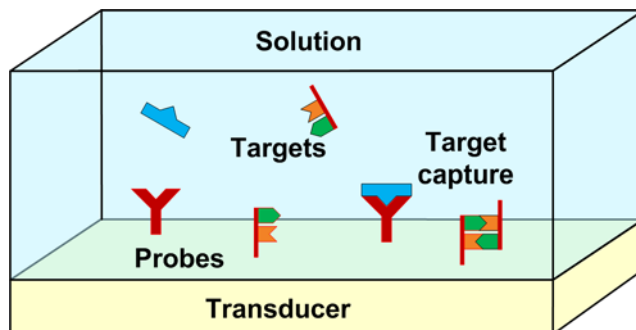 Solution
Targets
Target
capture
Probes
Transducer